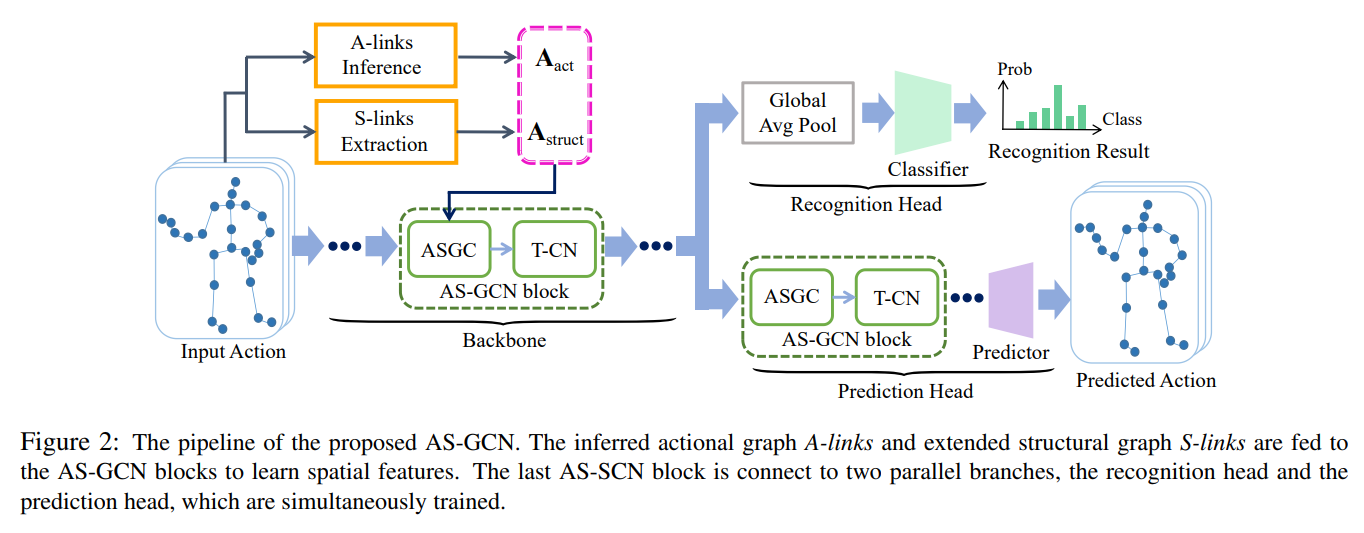 A-links
Inference
S-links
Extraction
A_act
A_struct
Input Action
ASGC
T-CN
AS-GCN block
Backbone
Global
Avg Pool
Classifier
Prob
Class
Recognition Result
Recognition Head
ASGC
T-CN
AS-GCN block
Predictor
Prediction Head
Predicted Action
Figure 2: The pipeline of the proposed AS-GCN. The inferred actional graph A-links and extended structural graph S-links are fed to
the AS-GCN blocks to learn spatial features. The last AS-SCN block is connect to two parallel branches, the recognition head and the
prediction head, which are simultaneously trained.